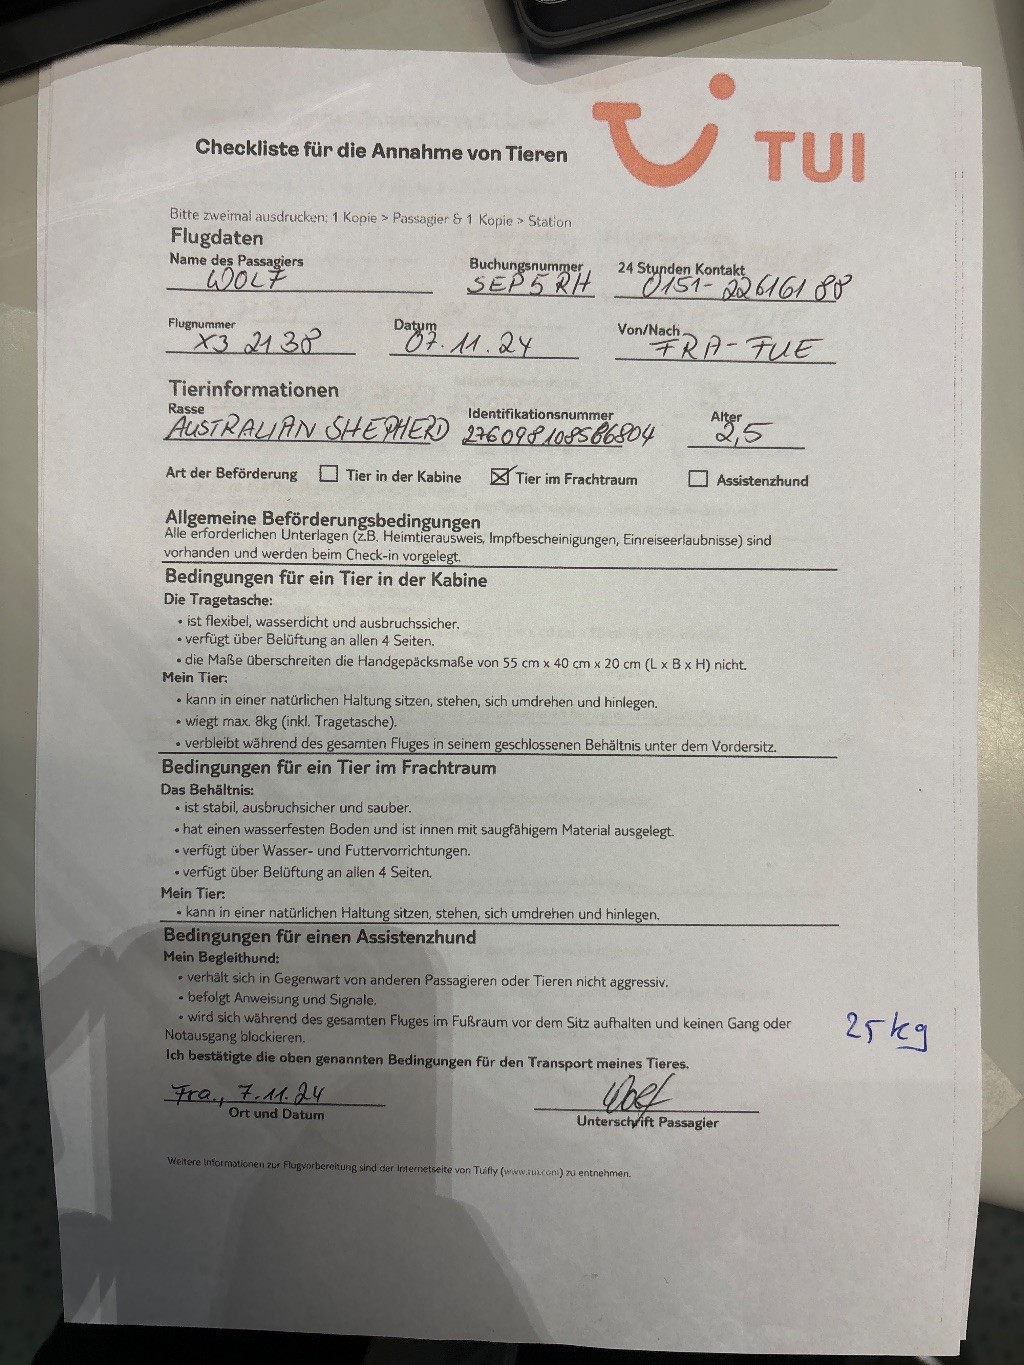 TUI
Checkliste für die Annahme von Tieren
Bitte zweimal ausdrucken: 1 Kopie > Passagier & 1 Kopie > Station
Flugdaten
Name des Passagiers Buchungsnummer 24 Stunden Kontakt
WOLF SEP5RH 0151-22616188
Flugnummer Datum Von/Nach
X3 2138 07.11.24 FRA-FUE
Tierinformationen
Rasse Identifikationsnummer Alter
AUSTRALIAN SHEPHERD 276098108586804 2,5
Art der Beförderung ☐ Tier in der Kabine ☒ Tier im Frachtraum ☐ Assistenzhund
Allgemeine Beförderungsbedingungen
Alle erforderlichen Unterlagen (z.B. Heimtierausweis, Impfbescheinigungen, Einreiseerlaubnisse) sind
vorhanden und werden beim Check-in vorgelegt.
Bedingungen für ein Tier in der Kabine
Die Tragetasche:
• ist flexibel, wasserdicht und ausbruchssicher.
• verfügt über Belüftung an allen 4 Seiten.
• die Maße überschreiten die Handgepäcksmaße von 55 cm x 40 cm x 20 cm (L x B x H) nicht.
Mein Tier:
• kann in einer natürlichen Haltung sitzen, stehen, sich umdrehen und hinlegen.
• wiegt max. 8kg (inkl. Tragetasche).
• verbleibt während des gesamten Fluges in seinem geschlossenen Behältnis unter dem Vordersitz.
Bedingungen für ein Tier im Frachtraum
Das Behältnis:
• ist stabil, ausbruchsicher und sauber.
• hat einen wasserfesten Boden und ist innen mit saugfähigem Material ausgelegt.
• verfügt über Wasser- und Futtervorrichtungen.
• verfügt über Belüftung an allen 4 Seiten.
Mein Tier:
• kann in einer natürlichen Haltung sitzen, stehen, sich umdrehen und hinlegen.
Bedingungen für einen Assistenzhund
Mein Begleithund:
• verhält sich in Gegenwart von anderen Passagieren oder Tieren nicht aggressiv.
• befolgt Anweisung und Signale.
• wird sich während des gesamten Fluges im Fußraum vor dem Sitz aufhalten und keinen Gang oder
Notausgang blockieren.
25 kg
Ich bestätigte die oben genannten Bedingungen für den Transport meines Tieres.
Fra., 7.11.24 Wolf
Ort und Datum Unterschrift Passagier
Weitere Informationen zur Flugvorbereitung sind der Internetseite von Tuifly (www.tui.com) zu entnehmen.